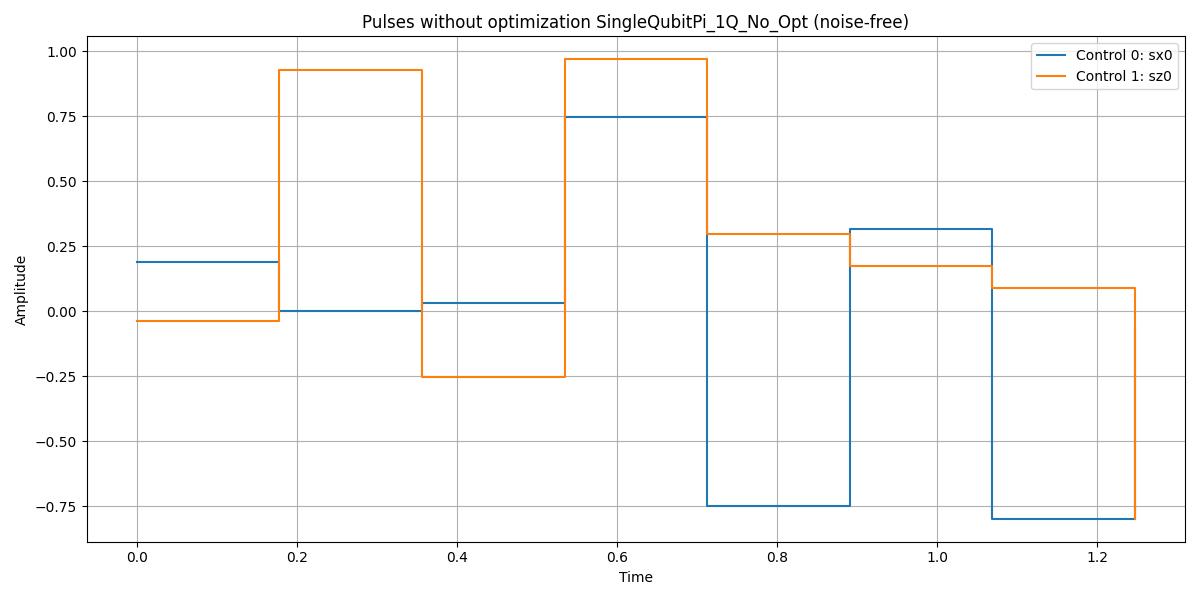 Pulses without optimization SingleQubitPi_1Q_No_Opt (noise-free)
Control 0: sx0
Control 1: sz0
Amplitude
1.00
0.75
0.50
0.25
0.00
−0.25
−0.50
−0.75
0.0 0.2 0.4 0.6 0.8 1.0 1.2
Time